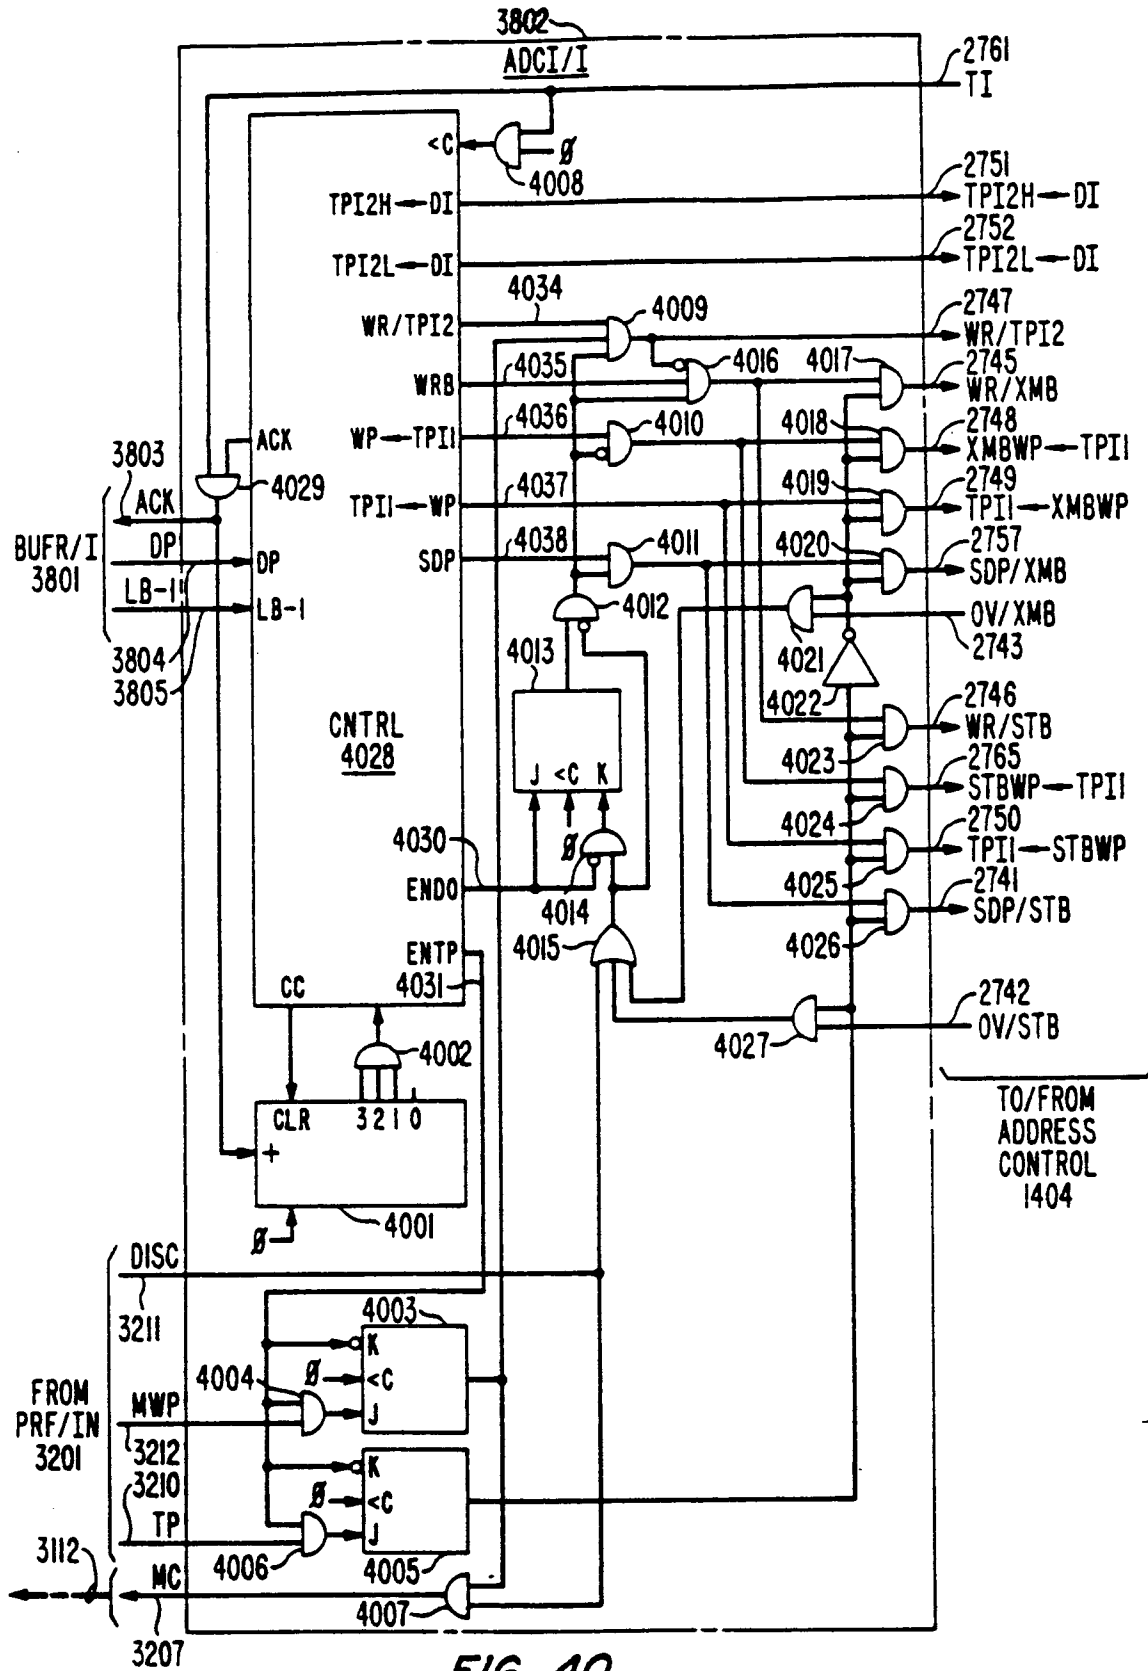 3802
ADCI/I
2761
TI
<C
Ø
4008
2751
TPI2H←DI
TPI2H←DI
2752
TPI2L←DI
TPI2L←DI
4034
4009
2747
WR/TPI2
WR/TPI2
4035
4016
4017
2745
WRB
WR/XMB
4036
4010
4018
2748
WP←TPI1
XMBWP←TPI1
ACK
3803
4029
4037
4019
2749
TPI1←WP
TPI1←XMBWP
ACK
BUFR/I
3801
DP
DP
4038
4011
4020
2757
SDP
SDP/XMB
LB-1
LB-1
4012
OV/XMB
3804
3805
4013
4021
2743
4022
2746
WR/STB
CNTRL
4028
J <C K
4023
2765
STBWP←TPI1
4030
Ø
4024
2750
TPI1←STBWP
ENDO
4014
4025
2741
SDP/STB
4015
4026
ENTP
4031
CC
2742
OV/STB
4002
4027
CLR
3 2 1 0
+
TO/FROM
ADDRESS
CONTROL
1404
Ø
4001
DISC
3211
4003
K
4004
Ø
<C
J
FROM
PRF/IN
3201
MWP
3212
3210
K
Ø
<C
TP
J
4006
4005
3112
MC
4007
3207
FIG. 40